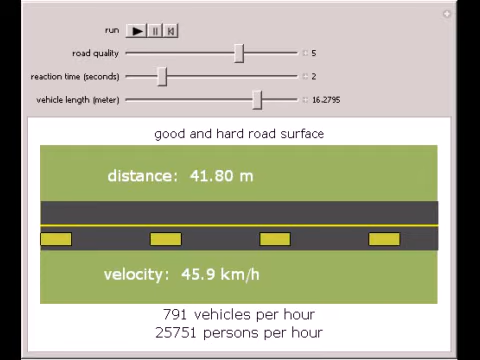 run
road quality 5
reaction time (seconds) 2
vehicle length (meter) 16.2795
good and hard road surface
distance: 41.80 m
velocity: 45.9 km/h
791 vehicles per hour
25751 persons per hour